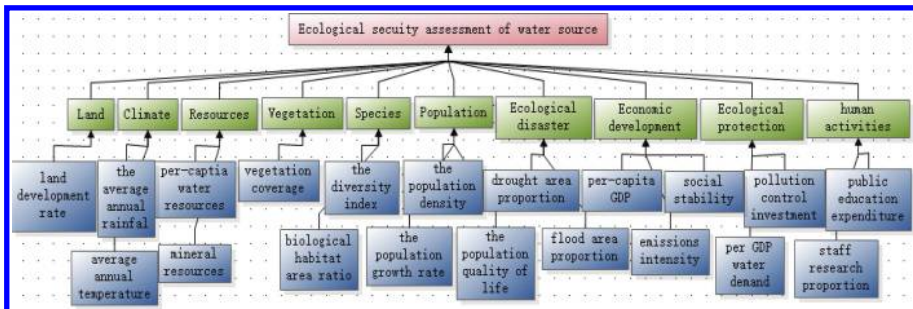 Ecological secuity assessment of water source
Land
Climate
Resources
Vegetation
Species
Population
Ecological
disaster
Economic
development
Ecological
protection
human
activities
land
development
rate
the
average
annual
rainfal
per-captia
water
resources
vegetation
coverage
the
diversity
index
the
population
density
drought area
proportion
per-capita
GDP
social
stability
pollution
control
investment
public
education
expenditure
average
annual
temperature
mineral
resources
biological
habitat
area ratio
the
population
growth rate
the
population
quality of
life
flood area
proportion
emissions
intensity
per GDP
water
demand
staff
research
proportion